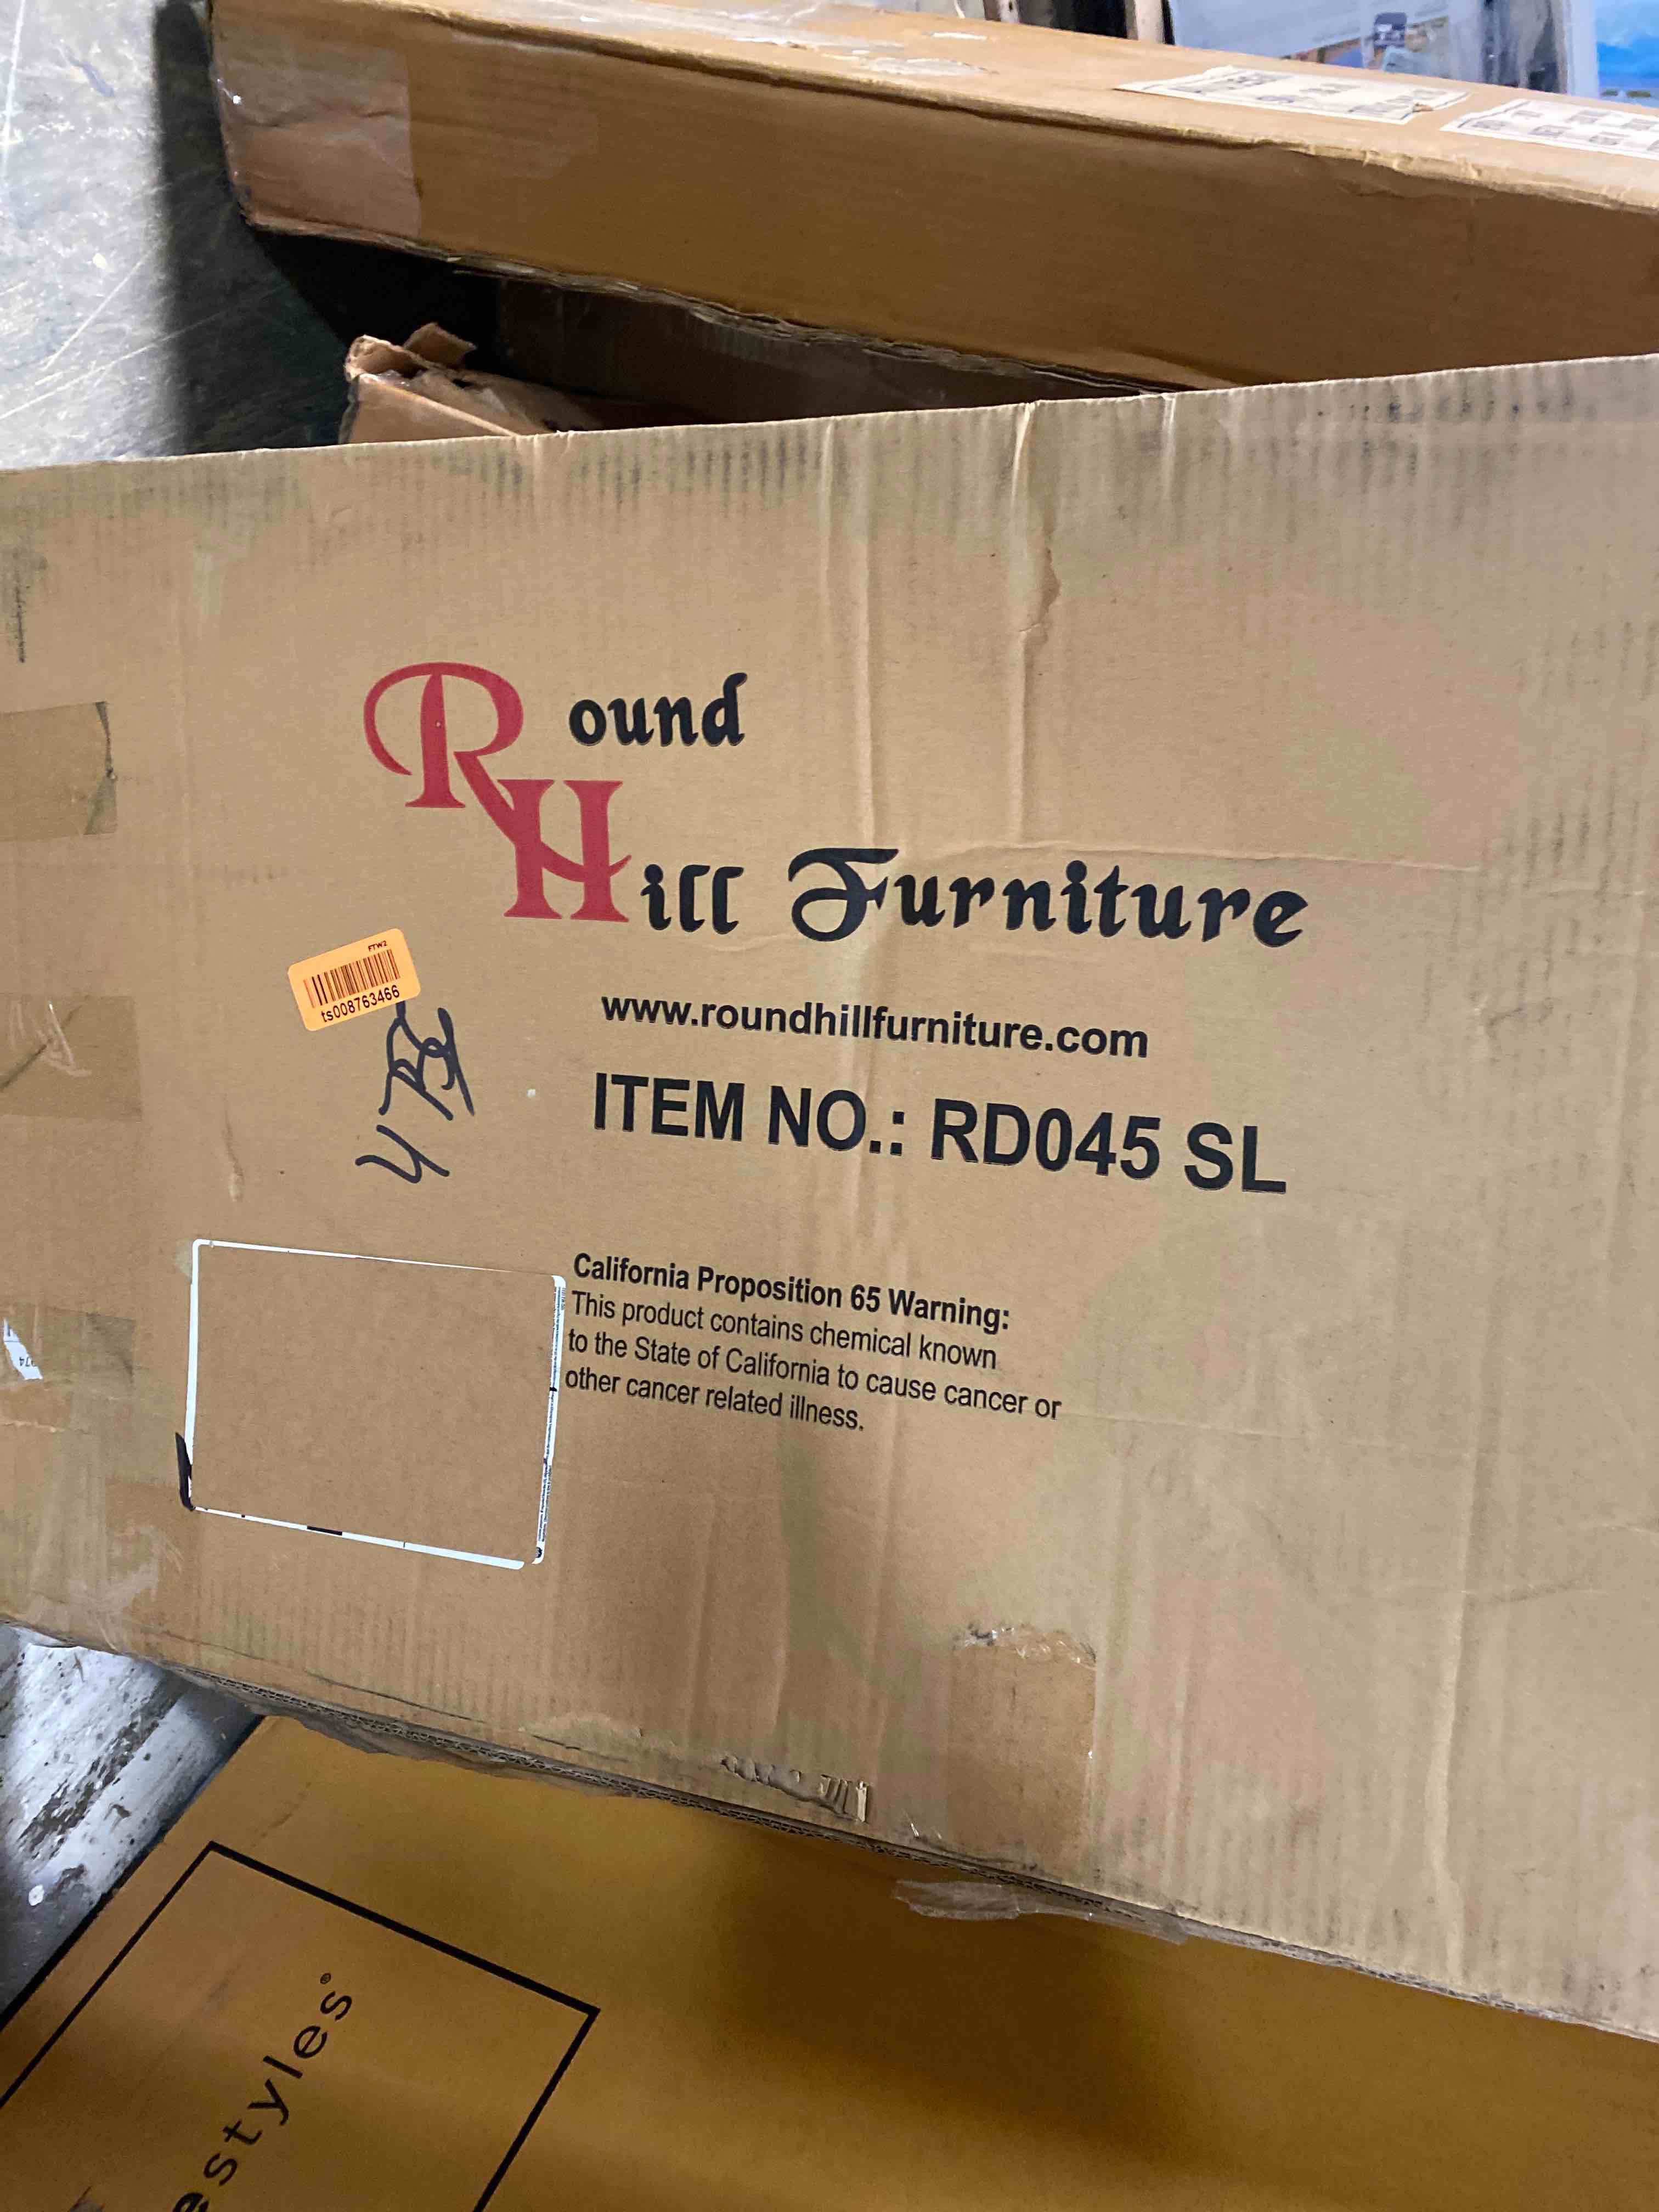 Round
Hill Furniture
FTW2
ts008763466
www.roundhillfurniture.com
ITEM NO.: RD045 SL
California Proposition 65 Warning:
This product contains chemical known
to the State of California to cause cancer or
other cancer related illness.
estyles®